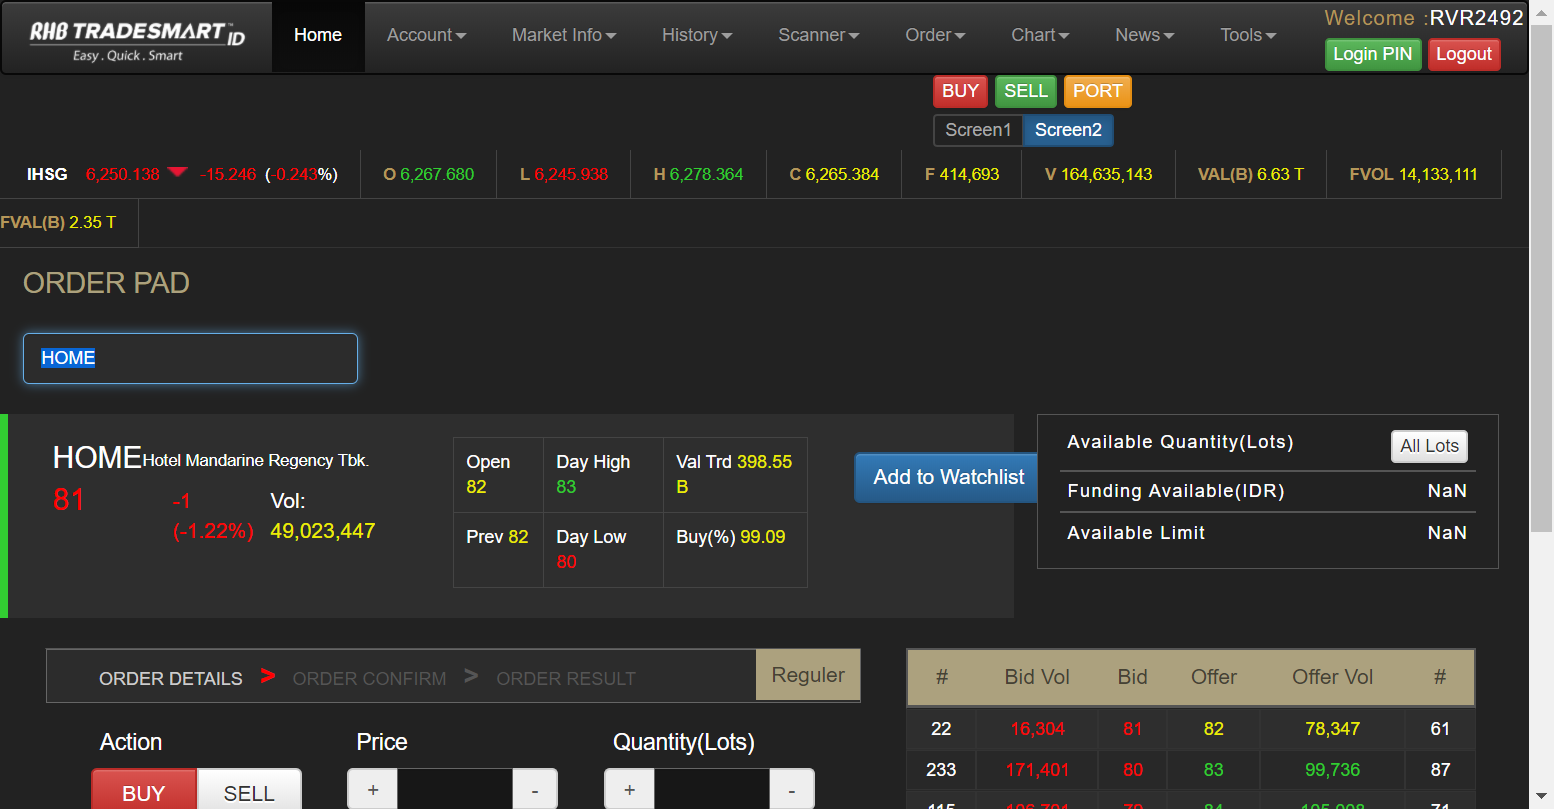 RHB TRADESMART ID
Easy . Quick . Smart
Home
Account
Market Info
History
Scanner
Order
Chart
News
Tools
Welcome :RVR2492
Login PIN
Logout
BUY
SELL
PORT
Screen1
Screen2
IHSG 6,250.138 -15.246 (-0.243%)
O 6,267.680
L 6,245.938
H 6,278.364
C 6,265.384
F 414,693
V 164,635,143
VAL(B) 6.63 T
FVOL 14,133,111
FVAL(B) 2.35 T
ORDER PAD
HOME
HOME Hotel Mandarine Regency Tbk.
81
-1
(-1.22%)
Vol:
49,023,447
Open
82
Day High
83
Val Trd 398.55
B
Prev 82
Day Low
80
Buy(%) 99.09
Add to Watchlist
Available Quantity(Lots)
All Lots
Funding Available(IDR) NaN
Available Limit NaN
ORDER DETAILS > ORDER CONFIRM > ORDER RESULT
Reguler
Action
Price
Quantity(Lots)
BUY
SELL
+
-
+
-
# Bid Vol Bid Offer Offer Vol #
22 16,304 81 82 78,347 61
233 171,401 80 83 99,736 87